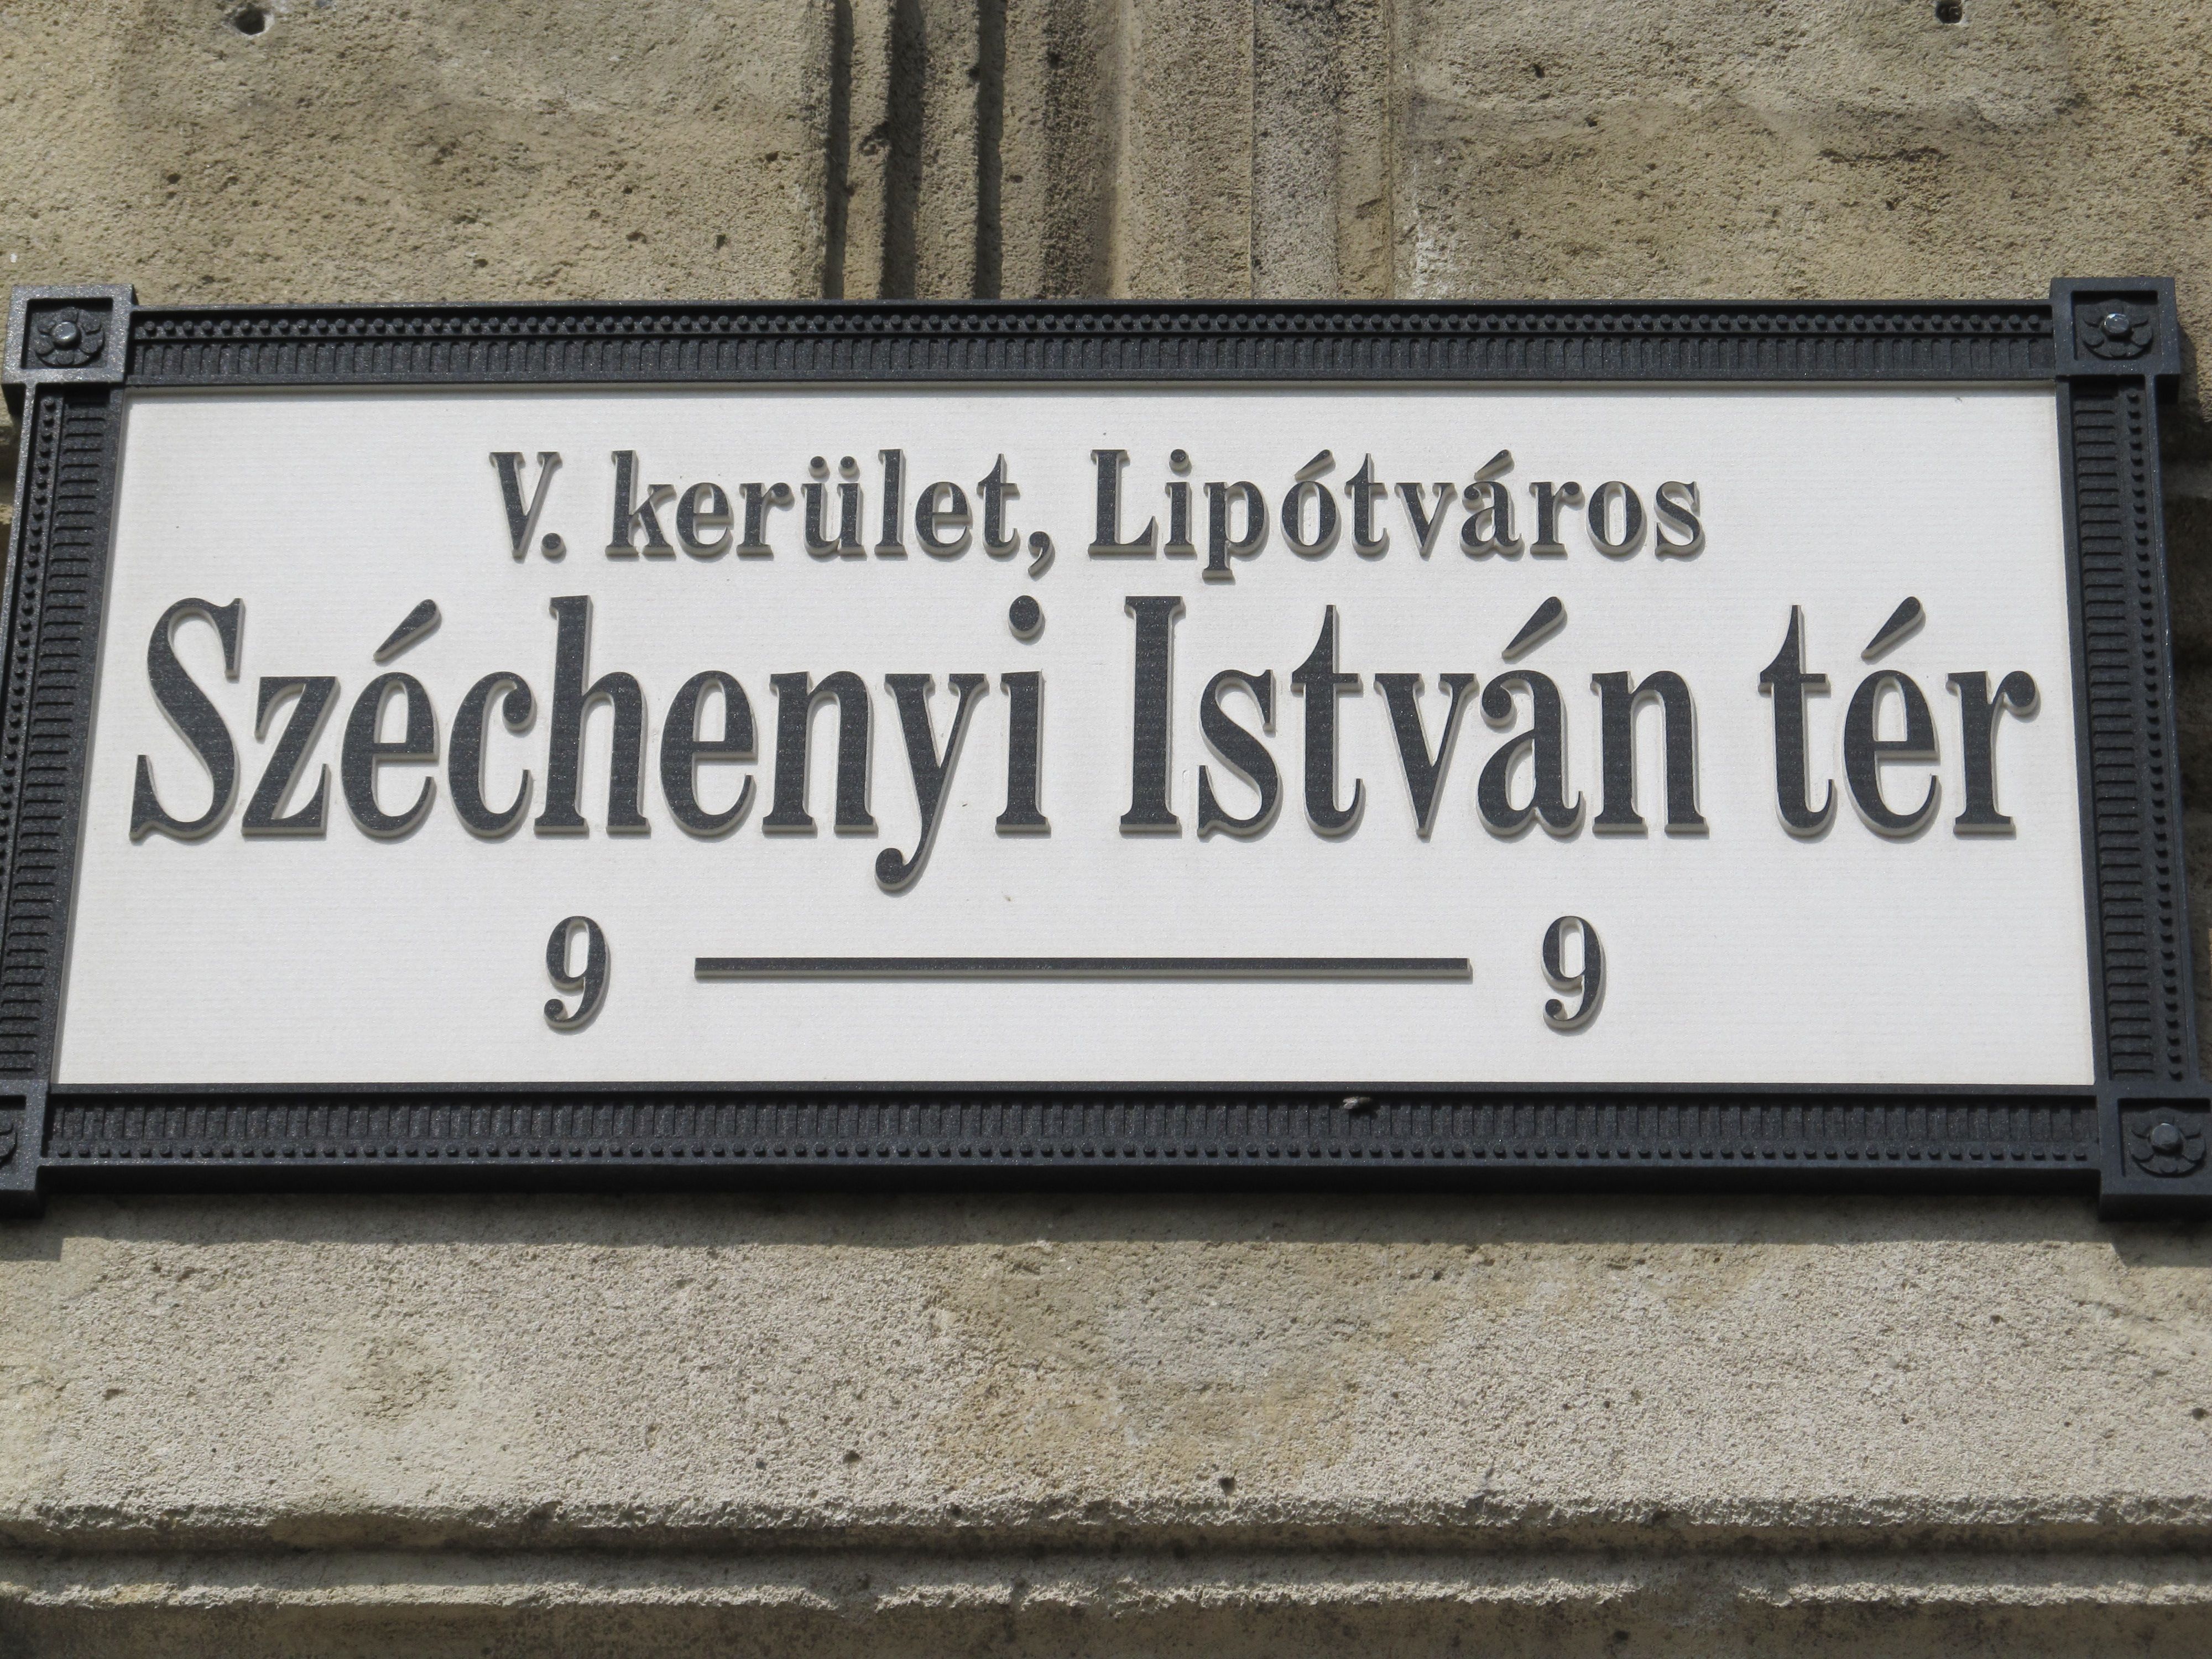 V. kerület, Lipótváros
Széchenyi István tér
9 — 9